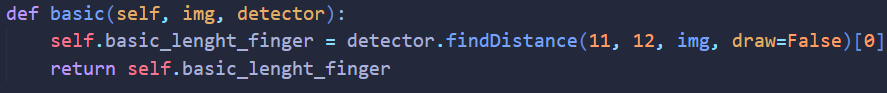 def basic(self, img, detector):
    self.basic_lenght_finger = detector.findDistance(11, 12, img, draw=False)[0]
    return self.basic_lenght_finger